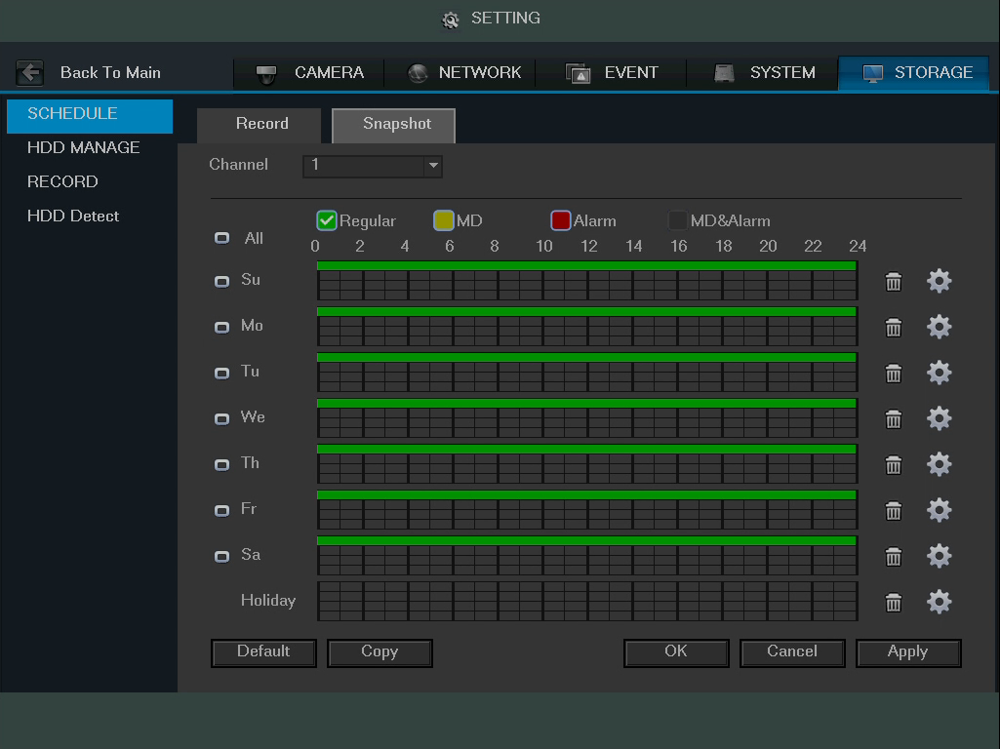 SETTING
Back To Main CAMERA NETWORK EVENT SYSTEM STORAGE
SCHEDULE
HDD MANAGE
RECORD
HDD Detect
Record Snapshot
Channel 1
Regular MD Alarm MD&Alarm
All 0 2 4 6 8 10 12 14 16 18 20 22 24
Su
Mo
Tu
We
Th
Fr
Sa
Holiday
Default Copy OK Cancel Apply